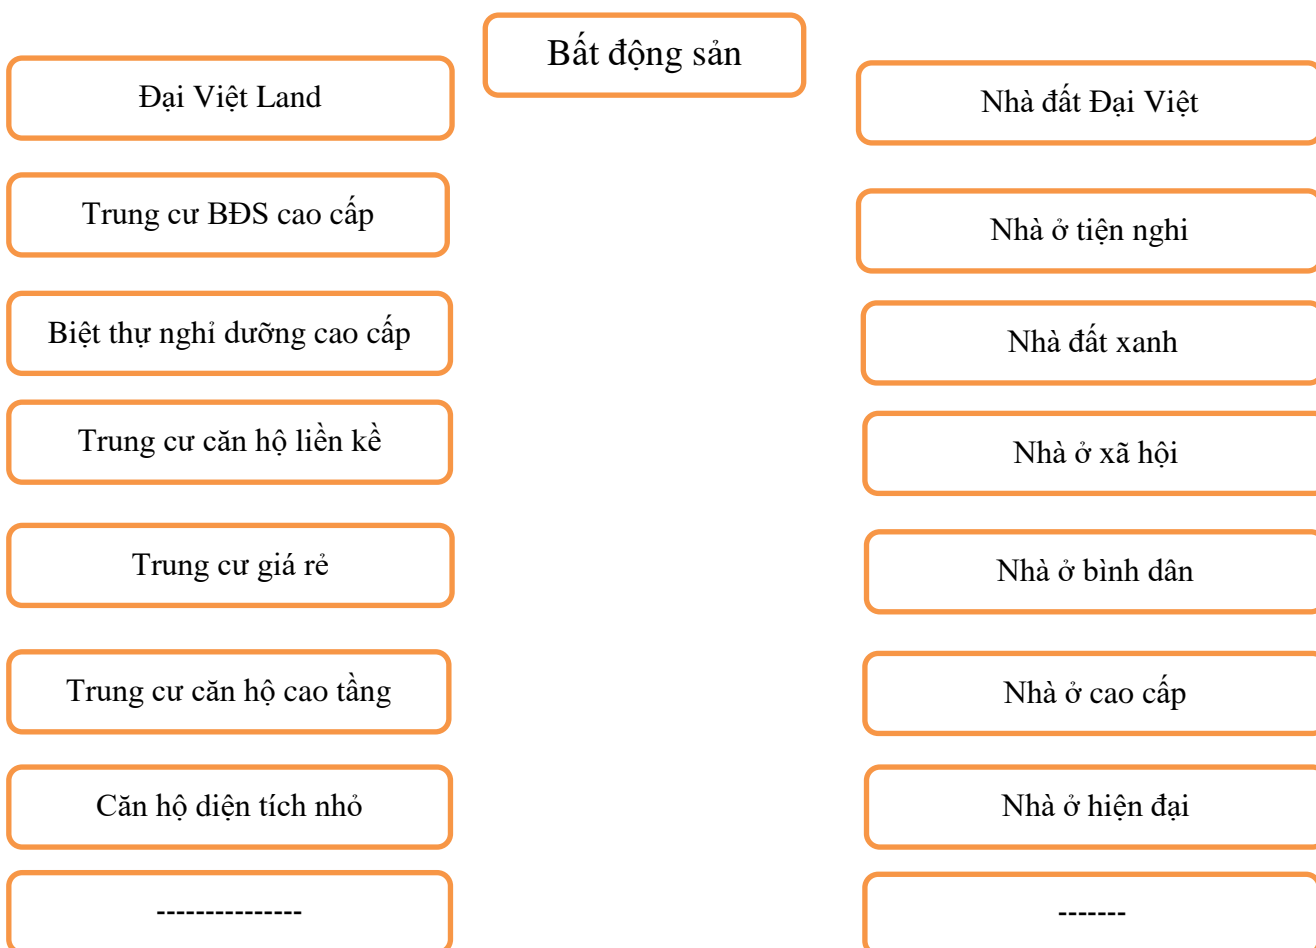 Bất động sản
Đại Việt Land
Trung cư BĐS cao cấp
Biệt thự nghỉ dưỡng cao cấp
Trung cư căn hộ liền kề
Trung cư giá rẻ
Trung cư căn hộ cao tầng
Căn hộ diện tích nhỏ
---------------
Nhà đất Đại Việt
Nhà ở tiện nghi
Nhà đất xanh
Nhà ở xã hội
Nhà ở bình dân
Nhà ở cao cấp
Nhà ở hiện đại
-------